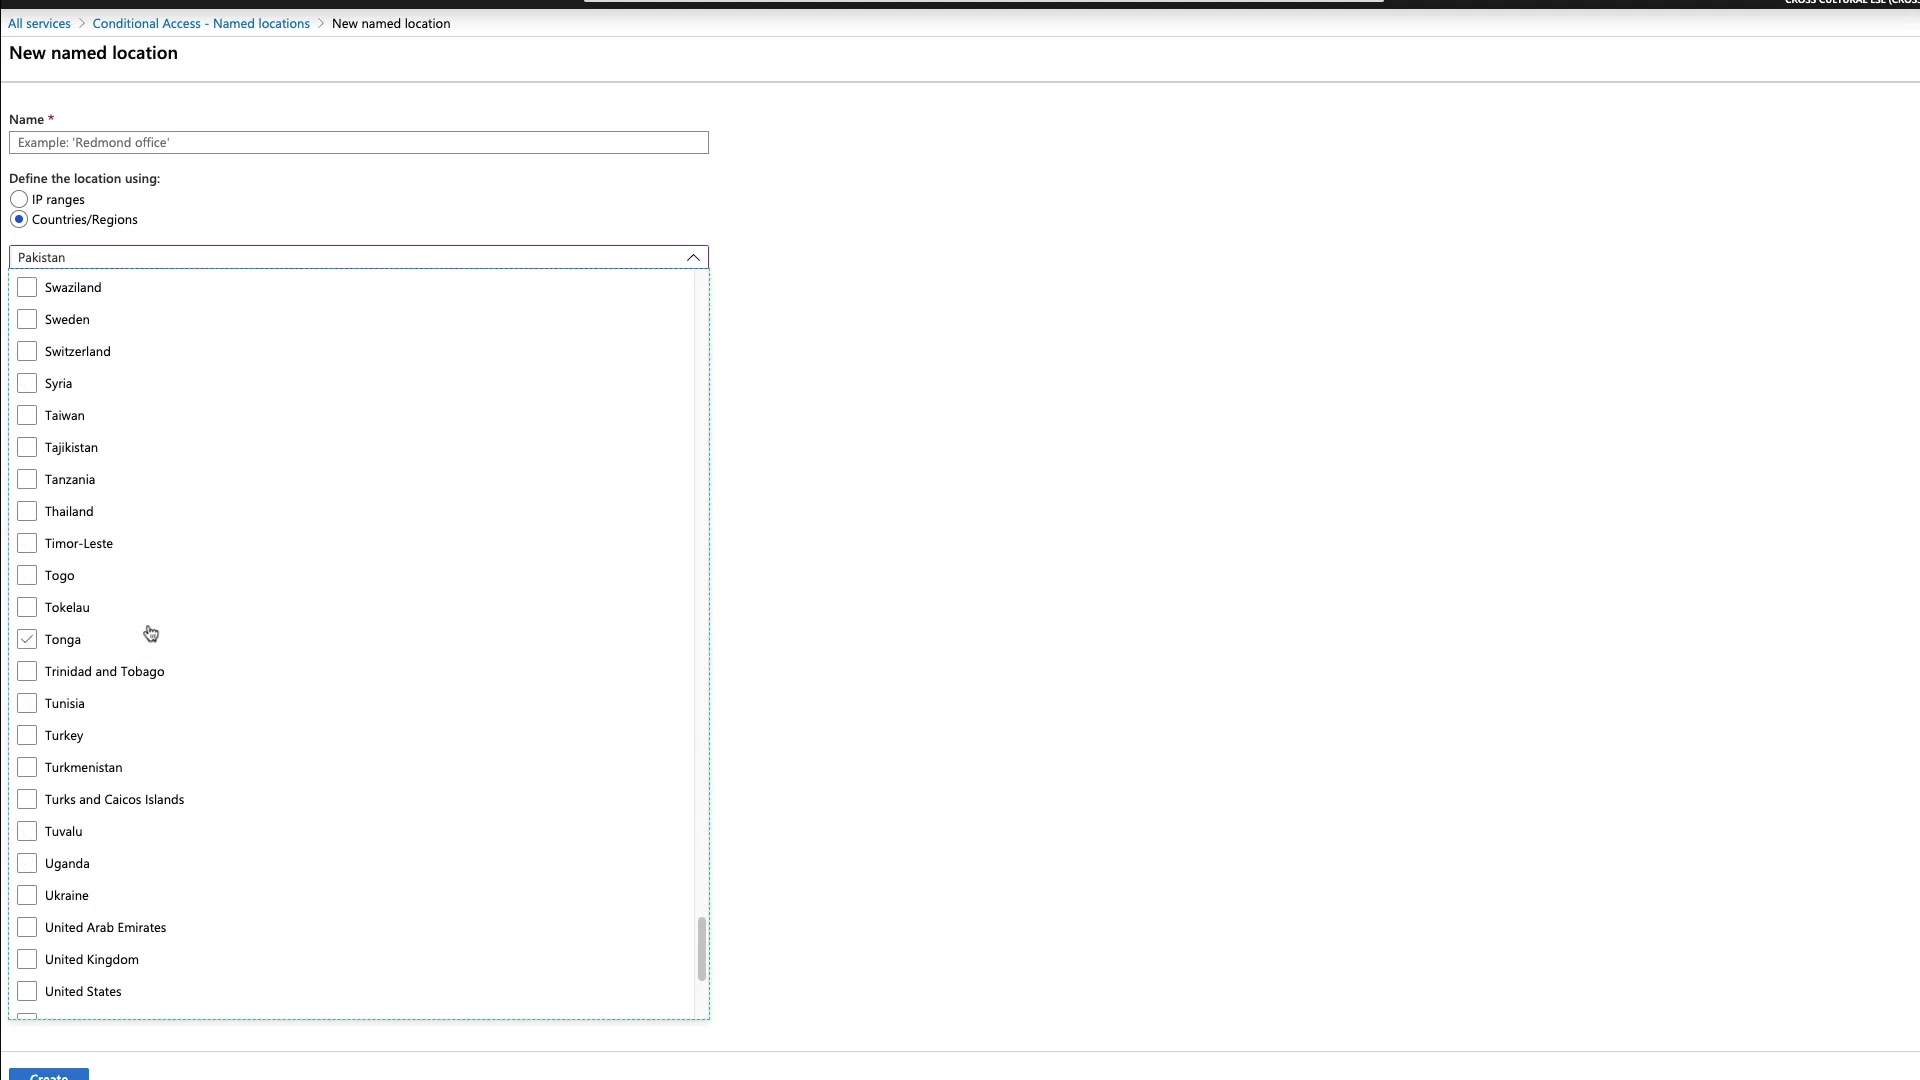 All services > Conditional Access - Named locations > New named location
New named location
Name *
Example: 'Redmond office'
Define the location using:
IP ranges
Countries/Regions
Pakistan
Swaziland
Sweden
Switzerland
Syria
Taiwan
Tajikistan
Tanzania
Thailand
Timor-Leste
Togo
Tokelau
Tonga
Trinidad and Tobago
Tunisia
Turkey
Turkmenistan
Turks and Caicos Islands
Tuvalu
Uganda
Ukraine
United Arab Emirates
United Kingdom
United States
Create